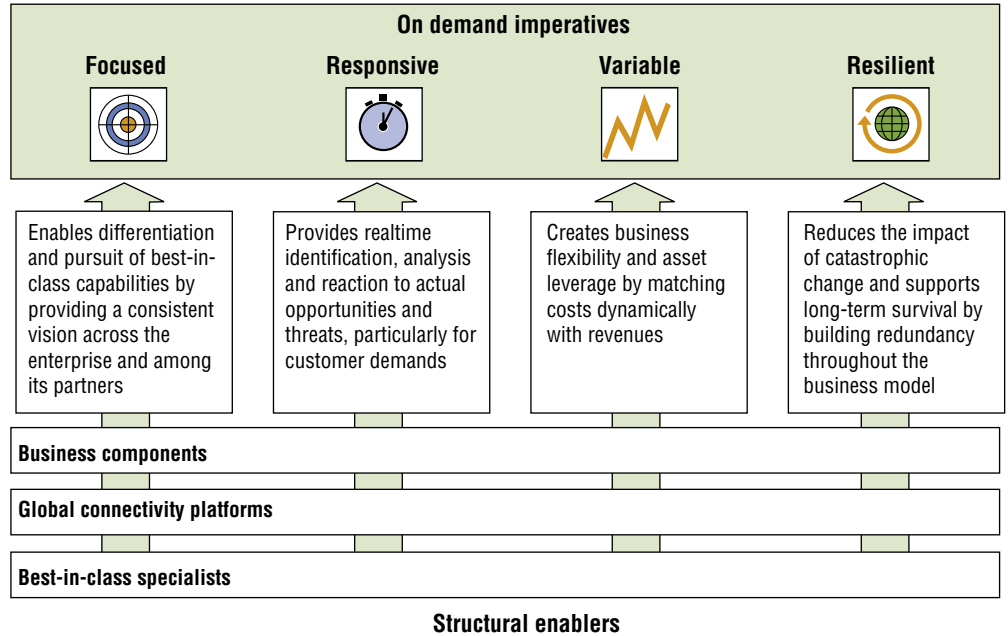 On demand imperatives
Focused
Responsive
Variable
Resilient
Enables differentiation
and pursuit of best-in-
class capabilities by
providing a consistent
vision across the
enterprise and among
its partners
Provides realtime
identification, analysis
and reaction to actual
opportunities and
threats, particularly for
customer demands
Creates business
flexibility and asset
leverage by matching
costs dynamically
with revenues
Reduces the impact
of catastrophic
change and supports
long-term survival by
building redundancy
throughout the
business model
Business components
Global connectivity platforms
Best-in-class specialists
Structural enablers